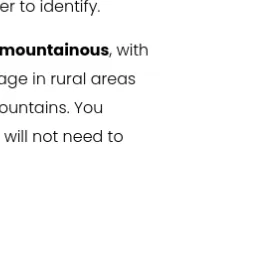 er to identify.
mountainous, with
age in rural areas
ountains. You
will not need to